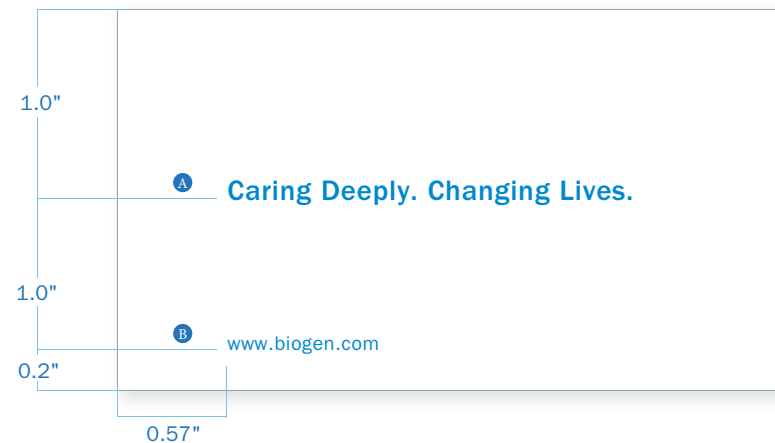 1.0"
A
Caring Deeply. Changing Lives.
1.0"
B
www.biogen.com
0.2"
0.57"